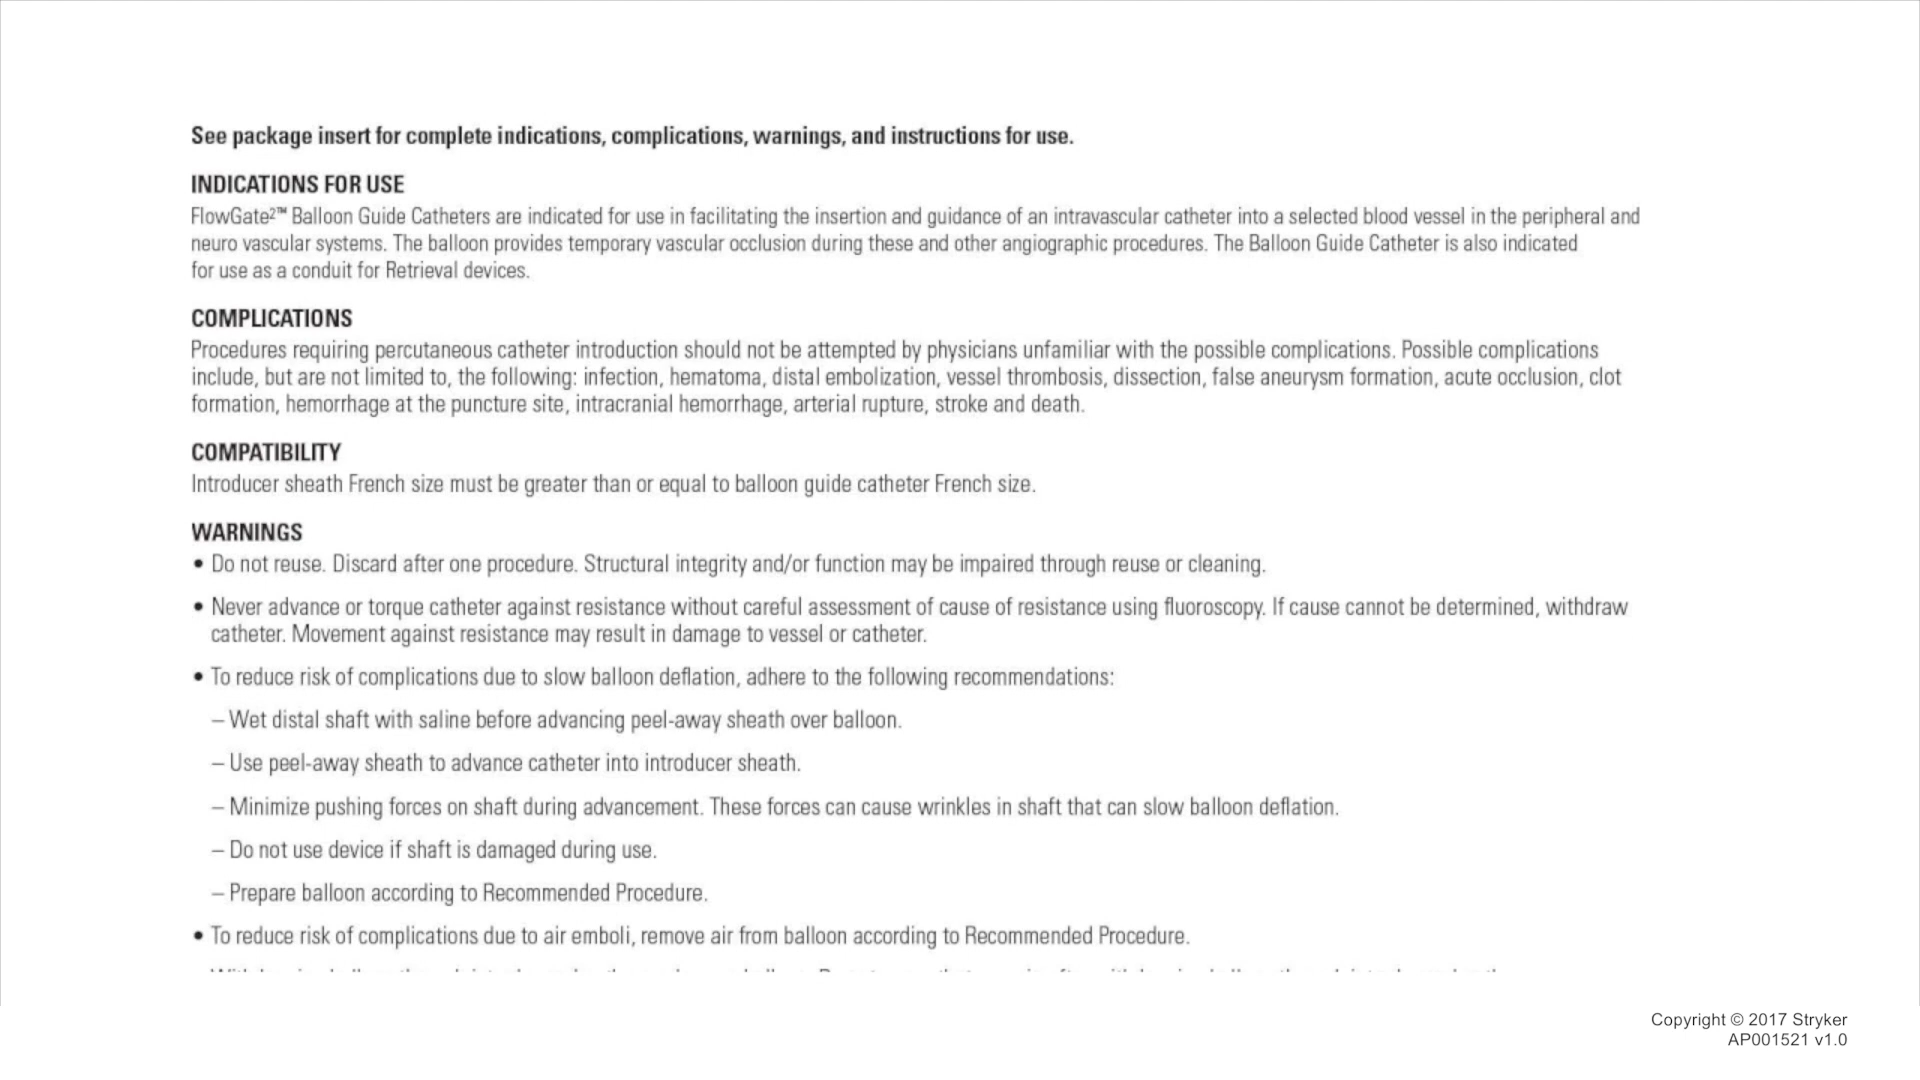 See package insert for complete indications, complications, warnings, and instructions for use.
INDICATIONS FOR USE
FlowGate²™ Balloon Guide Catheters are indicated for use in facilitating the insertion and guidance of an intravascular catheter into a selected blood vessel in the peripheral and
neuro vascular systems. The balloon provides temporary vascular occlusion during these and other angiographic procedures. The Balloon Guide Catheter is also indicated
for use as a conduit for Retrieval devices.
COMPLICATIONS
Procedures requiring percutaneous catheter introduction should not be attempted by physicians unfamiliar with the possible complications. Possible complications
include, but are not limited to, the following: infection, hematoma, distal embolization, vessel thrombosis, dissection, false aneurysm formation, acute occlusion, clot
formation, hemorrhage at the puncture site, intracranial hemorrhage, arterial rupture, stroke and death.
COMPATIBILITY
Introducer sheath French size must be greater than or equal to balloon guide catheter French size.
WARNINGS
• Do not reuse. Discard after one procedure. Structural integrity and/or function may be impaired through reuse or cleaning.
• Never advance or torque catheter against resistance without careful assessment of cause of resistance using fluoroscopy. If cause cannot be determined, withdraw
catheter. Movement against resistance may result in damage to vessel or catheter.
• To reduce risk of complications due to slow balloon deflation, adhere to the following recommendations:
– Wet distal shaft with saline before advancing peel-away sheath over balloon.
– Use peel-away sheath to advance catheter into introducer sheath.
– Minimize pushing forces on shaft during advancement. These forces can cause wrinkles in shaft that can slow balloon deflation.
– Do not use device if shaft is damaged during use.
– Prepare balloon according to Recommended Procedure.
• To reduce risk of complications due to air emboli, remove air from balloon according to Recommended Procedure.
Copyright © 2017 Stryker
AP001521 v1.0